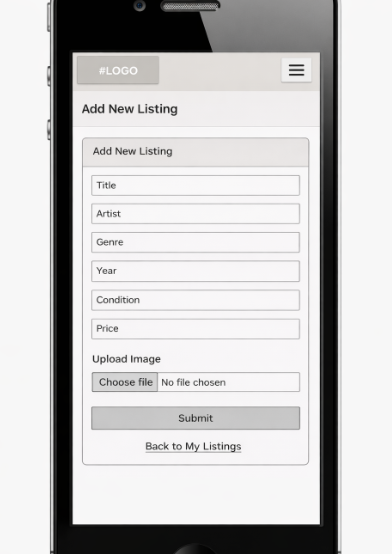 #LOGO
Add New Listing
Add New Listing
Title
Artist
Genre
Year
Condition
Price
Upload Image
Choose file No file chosen
Submit
Back to My Listings